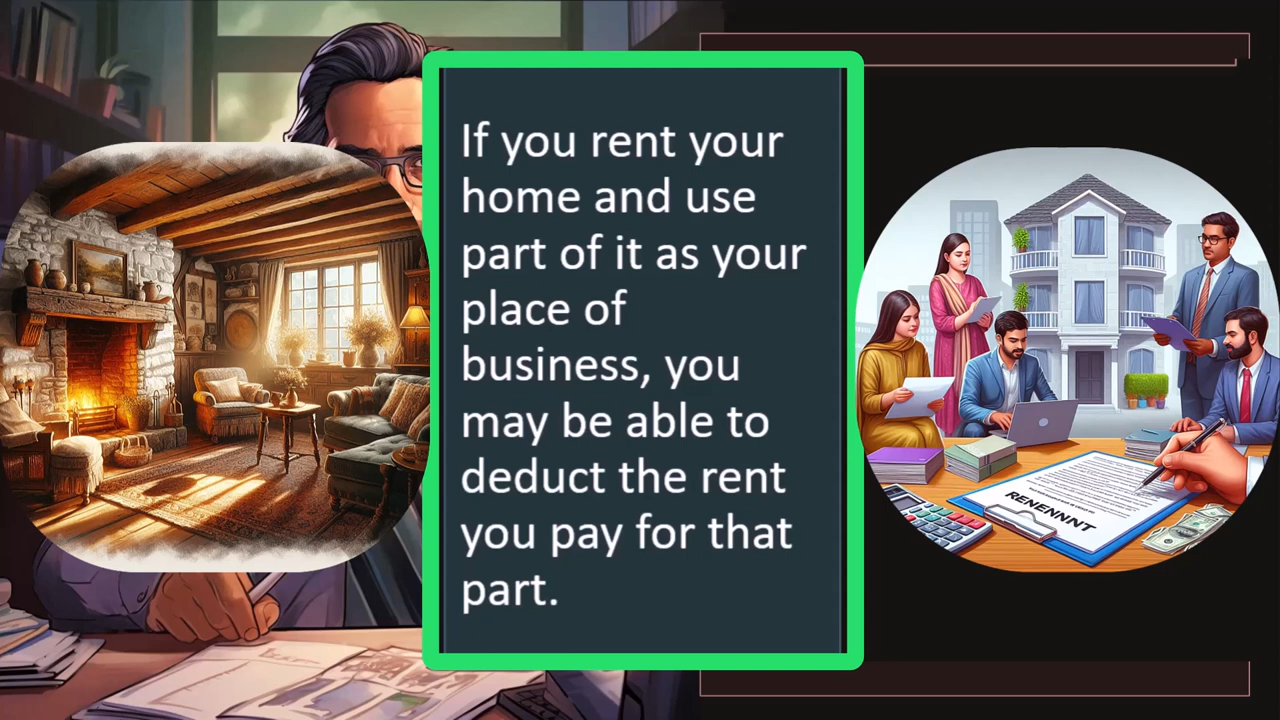 If you rent your
home and use
part of it as your
place of
business, you
may be able to
deduct the rent
you pay for that
part.
RENENNNT